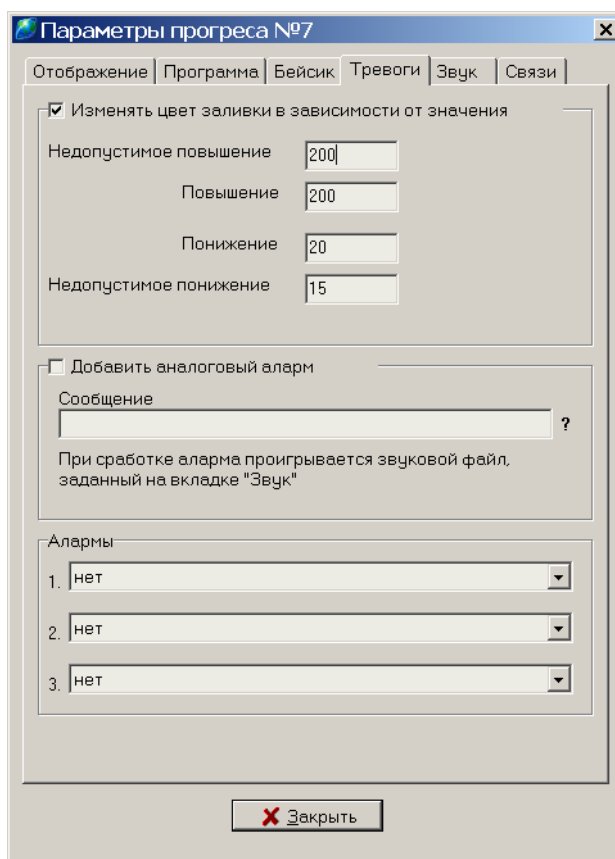 Параметры прогреса №7
Отображение Программа Бейсик Тревоги Звук Связи
Изменять цвет заливки в зависимости от значения
Недопустимое повышение 200
Повышение 200
Понижение 20
Недопустимое понижение 15
Добавить аналоговый аларм
Сообщение
?
При сработке аларма проигрывается звуковой файл,
заданный на вкладке "Звук"
Алармы
1. нет
2. нет
3. нет
Закрыть